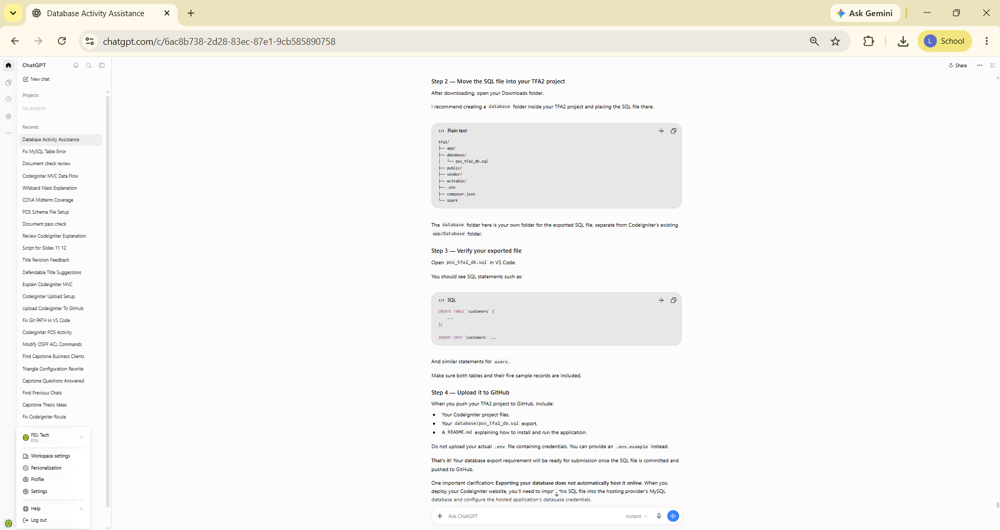 Database Activity Assistance
Ask Gemini
chatgpt.com/c/6ac8b738-2d28-83ec-87e1-9cb585890758
L
School
ChatGPT
New chat
Projects
No projects
Recents
Database Activity Assistance
Fix MySQL Table Error
Document check review
CodeIgniter MVC Data Flow
Wildcard Mask Explanation
CCNA Midterm Coverage
POS Schema File Setup
Document pass check
Review CodeIgniter Explanation
Script for Slides 11 12
Title Revision Feedback
Defendable Title Suggestions
Explain CodeIgniter MVC
CodeIgniter Upload Setup
Upload CodeIgniter To GitHub
Fix Git PATH in VS Code
CodeIgniter POS Activity
Modify OSPF ACL Commands
Find Capstone Business Clients
Triangle Configuration Rewrite
Capstone Questions Answered
Find Previous Chats
Capstone Thesis Ideas
Fix CodeIgniter Route
FEU Tech
EDU
Workspace settings
Personalization
Profile
Settings
Help
Log out
Share
Step 2 — Move the SQL file into your TFA2 project
After downloading, open your Downloads folder.
I recommend creating a database folder inside your TFA2 project and placing the SQL file there.
Plain text
tfa2/
├── app/
├── database/
│   └── pos_tfa2_db.sql
├── public/
├── vendor/
├── writable/
├── .env
├── composer.json
└── spark
The database folder here is your own folder for the exported SQL file, separate from CodeIgniter's existing
app/Database folder.
Step 3 — Verify your exported file
Open pos_tfa2_db.sql in VS Code.
You should see SQL statements such as:
SQL
CREATE TABLE `customers` (
...
);
INSERT INTO `customers` ...
And similar statements for users.
Make sure both tables and their five sample records are included.
Step 4 — Upload it to GitHub
When you push your TFA2 project to GitHub, include:
• Your CodeIgniter project files.
• Your database/pos_tfa2_db.sql export.
• A README.md explaining how to install and run the application.
Do not upload your actual .env file containing credentials. You can provide an .env.example instead.
That's it! Your database export requirement will be ready for submission once the SQL file is committed and
pushed to GitHub.
One important clarification: Exporting your database does not automatically host it online. When you
deploy your CodeIgniter website, you'll need to import this SQL file into the hosting provider's MySQL
database and configure the hosted application's database credentials.
Ask ChatGPT
Instant